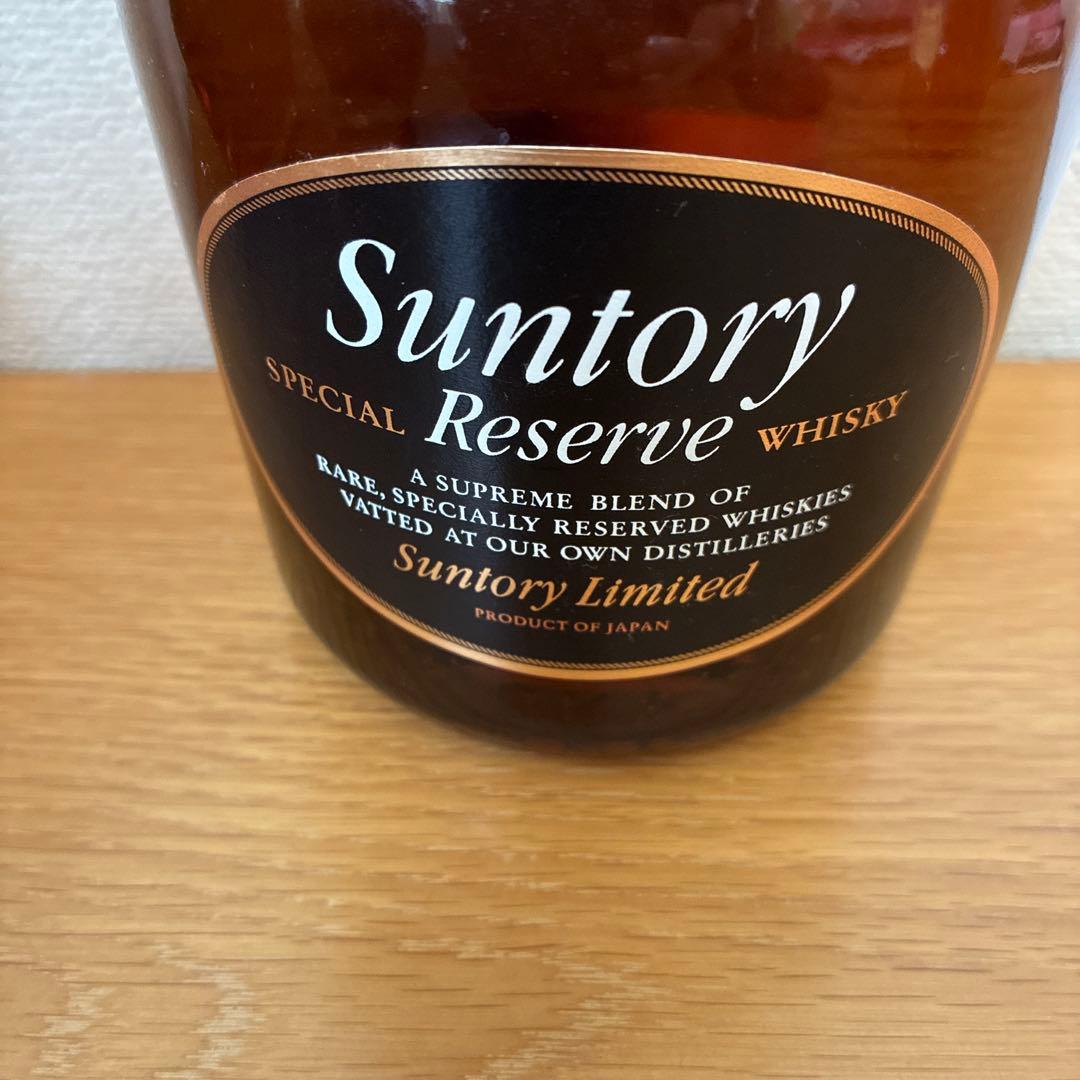 Suntory
SPECIAL Reserve WHISKY
A SUPREME BLEND OF
RARE, SPECIALLY RESERVED WHISKIES
VATTED AT OUR OWN DISTILLERIES
Suntory Limited
PRODUCT OF JAPAN